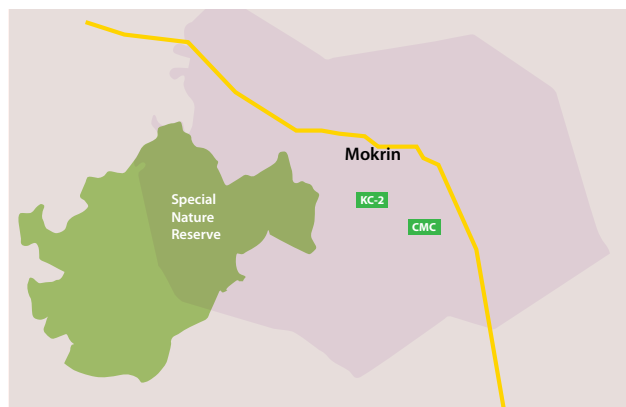 Mokrin
Special
Nature
Reserve
KC-2
CMC